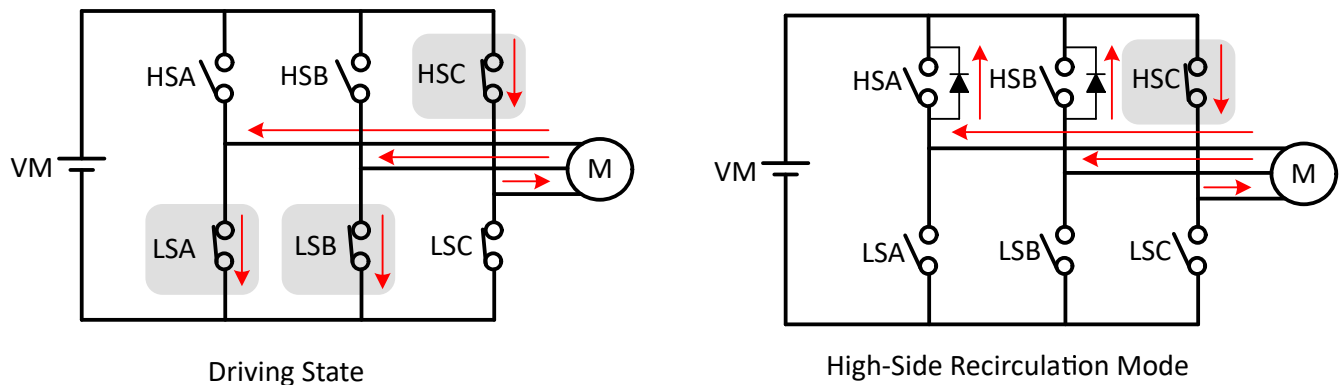 HSA
HSB
HSC
VM
M
LSA
LSB
LSC
Driving State
HSA
HSB
HSC
VM
M
LSA
LSB
LSC
High-Side Recirculation Mode